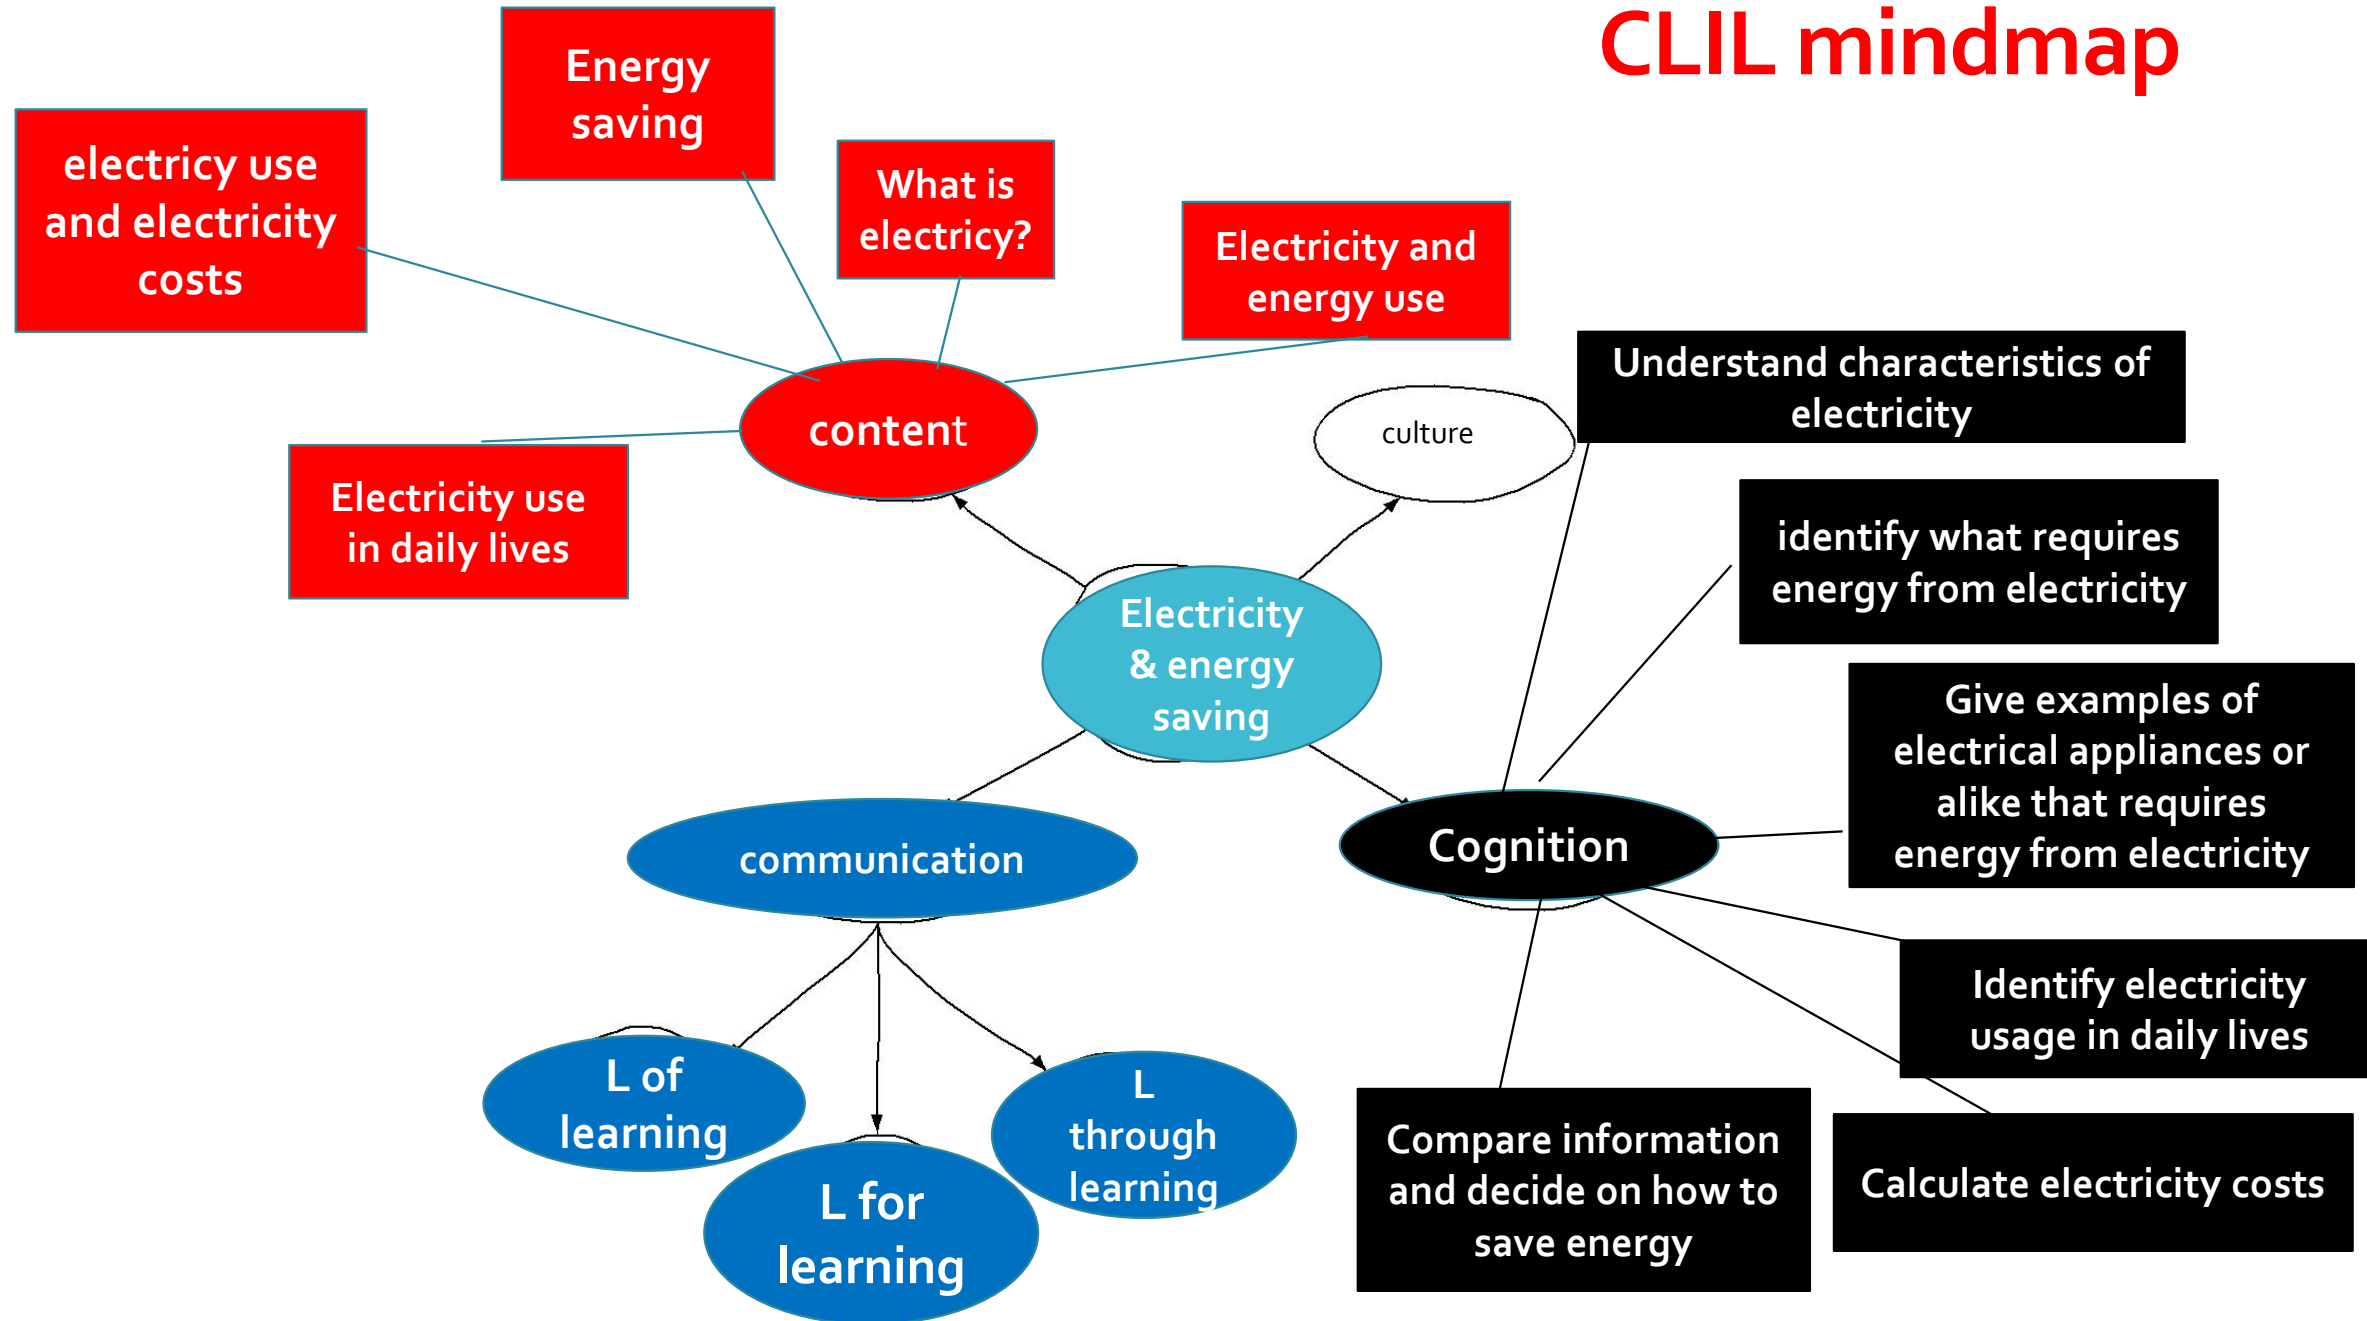 CLIL mindmap
Energy
saving
electricy use
and electricity
costs
What is
electricy?
Electricity and
energy use
content
Electricity use
in daily lives
culture
Understand characteristics of
electricity
identify what requires
energy from electricity
Electricity
& energy
saving
Give examples of
electrical appliances or
alike that requires
energy from electricity
communication
Cognition
Identify electricity
usage in daily lives
L of
learning
L for
learning
L
through
learning
Compare information
and decide on how to
save energy
Calculate electricity costs